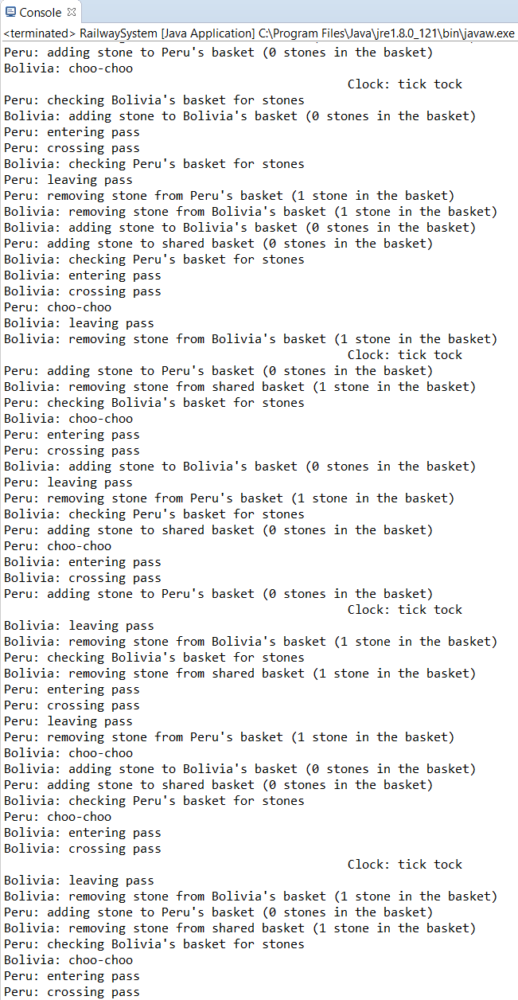 Console
<terminated> RailwaySystem [Java Application] C:\Program Files\Java\jre1.8.0_121\bin\javaw.exe
Peru: adding stone to Peru's basket (0 stones in the basket)
Bolivia: choo-choo
Clock: tick tock
Peru: checking Bolivia's basket for stones
Bolivia: adding stone to Bolivia's basket (0 stones in the basket)
Peru: entering pass
Peru: crossing pass
Bolivia: checking Peru's basket for stones
Peru: leaving pass
Peru: removing stone from Peru's basket (1 stone in the basket)
Bolivia: removing stone from Bolivia's basket (1 stone in the basket)
Bolivia: adding stone to Bolivia's basket (0 stones in the basket)
Peru: adding stone to shared basket (0 stones in the basket)
Bolivia: checking Peru's basket for stones
Bolivia: entering pass
Bolivia: crossing pass
Peru: choo-choo
Bolivia: leaving pass
Bolivia: removing stone from Bolivia's basket (1 stone in the basket)
Clock: tick tock
Peru: adding stone to Peru's basket (0 stones in the basket)
Bolivia: removing stone from shared basket (1 stone in the basket)
Peru: checking Bolivia's basket for stones
Bolivia: choo-choo
Peru: entering pass
Peru: crossing pass
Bolivia: adding stone to Bolivia's basket (0 stones in the basket)
Peru: leaving pass
Peru: removing stone from Peru's basket (1 stone in the basket)
Bolivia: checking Peru's basket for stones
Peru: adding stone to shared basket (0 stones in the basket)
Peru: choo-choo
Bolivia: entering pass
Bolivia: crossing pass
Peru: adding stone to Peru's basket (0 stones in the basket)
Clock: tick tock
Bolivia: leaving pass
Bolivia: removing stone from Bolivia's basket (1 stone in the basket)
Peru: checking Bolivia's basket for stones
Bolivia: removing stone from shared basket (1 stone in the basket)
Peru: entering pass
Peru: crossing pass
Peru: leaving pass
Peru: removing stone from Peru's basket (1 stone in the basket)
Bolivia: choo-choo
Bolivia: adding stone to Bolivia's basket (0 stones in the basket)
Peru: adding stone to shared basket (0 stones in the basket)
Bolivia: checking Peru's basket for stones
Peru: choo-choo
Bolivia: entering pass
Bolivia: crossing pass
Clock: tick tock
Bolivia: leaving pass
Bolivia: removing stone from Bolivia's basket (1 stone in the basket)
Peru: adding stone to Peru's basket (0 stones in the basket)
Bolivia: removing stone from shared basket (1 stone in the basket)
Peru: checking Bolivia's basket for stones
Bolivia: choo-choo
Peru: entering pass
Peru: crossing pass